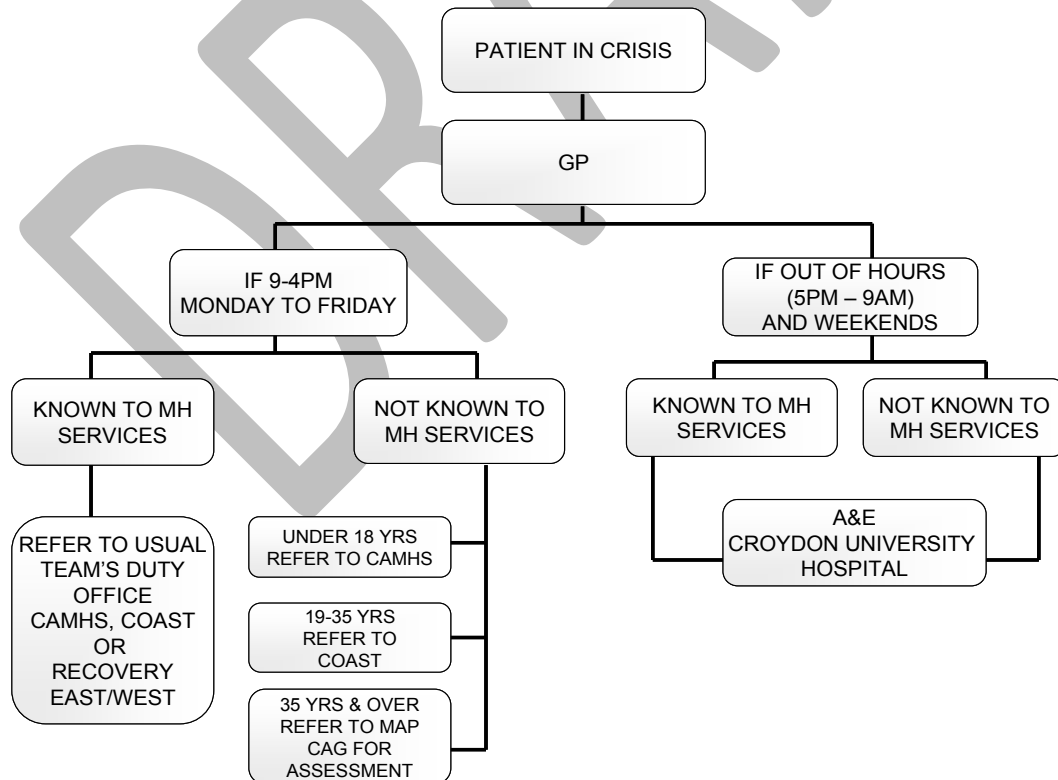 PATIENT IN CRISIS
GP
IF 9-4PM
MONDAY TO FRIDAY
IF OUT OF HOURS
(5PM – 9AM)
AND WEEKENDS
KNOWN TO MH
SERVICES
NOT KNOWN TO
MH SERVICES
KNOWN TO MH
SERVICES
NOT KNOWN TO
MH SERVICES
REFER TO USUAL
TEAM'S DUTY
OFFICE
CAMHS, COAST
OR
RECOVERY
EAST/WEST
UNDER 18 YRS
REFER TO CAMHS
19-35 YRS
REFER TO
COAST
35 YRS & OVER
REFER TO MAP
CAG FOR
ASSESSMENT
A&E
CROYDON UNIVERSITY
HOSPITAL